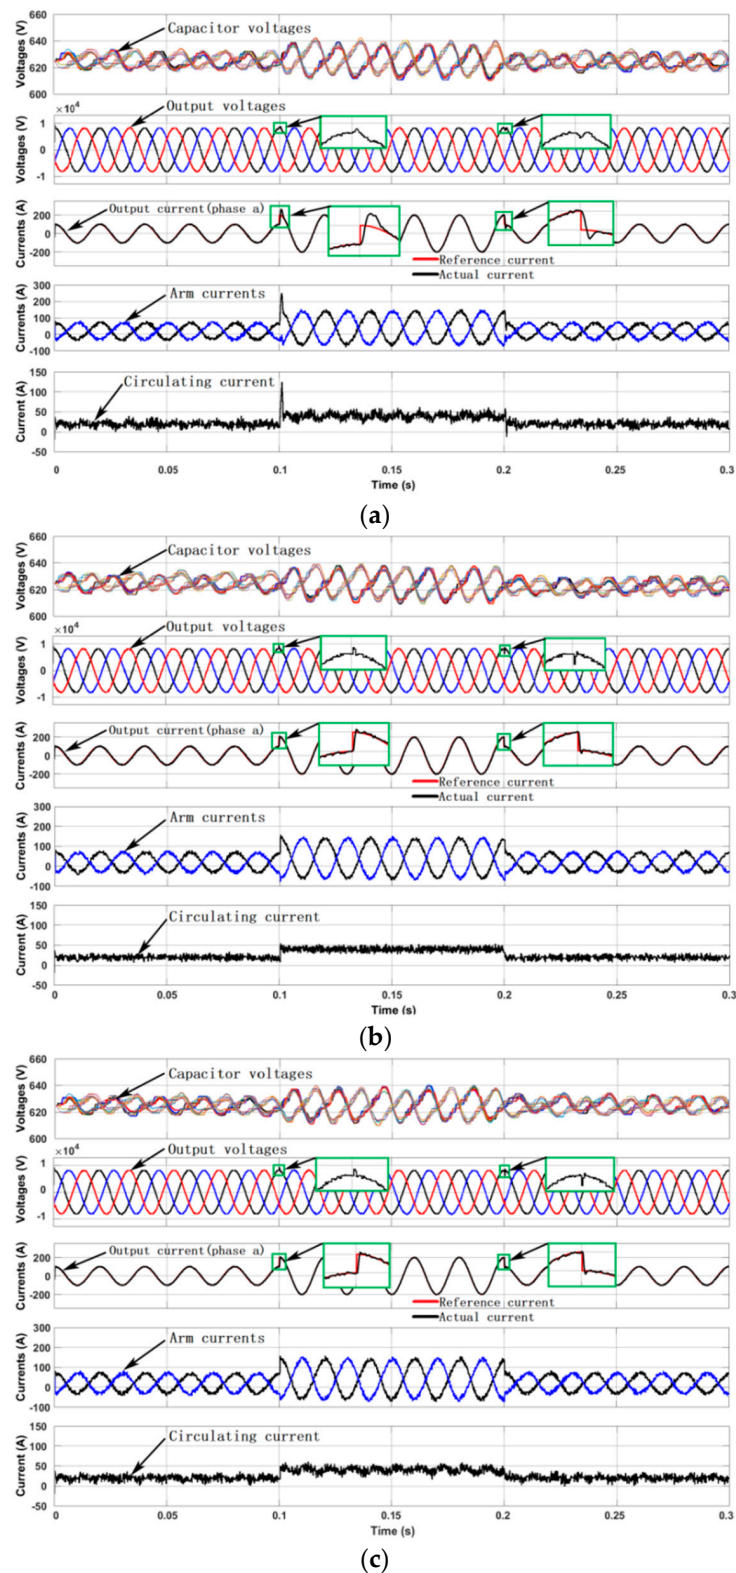 Voltages (V)
660
640
620
600
Capacitor voltages
Voltages (V)
×10⁴
1
0
-1
Output voltages
Currents (A)
200
0
-200
Output current(phase a)
Reference current
Actual current
Currents (A)
300
200
100
0
-100
Arm currents
Current (A)
150
100
50
0
-50
Circulating current
0
0.05
0.1
0.15
0.2
0.25
0.3
Time (s)
(a)
Voltages (V)
660
640
620
600
Capacitor voltages
Voltages (V)
×10⁴
1
0
-1
Output voltages
Currents (A)
200
0
-200
Output current(phase a)
Reference current
Actual current
Currents (A)
300
200
100
0
-100
Arm currents
Current (A)
150
100
50
0
-50
Circulating current
0
0.05
0.1
0.15
0.2
0.25
0.3
Time (s)
(b)
Voltages (V)
660
640
620
600
Capacitor voltages
Voltages (V)
×10⁴
1
0
-1
Output voltages
Currents (A)
200
0
-200
Output current(phase a)
Reference current
Actual current
Currents (A)
300
200
100
0
-100
Arm currents
Current (A)
150
100
50
0
-50
Circulating current
0
0.05
0.1
0.15
0.2
0.25
0.3
Time (s)
(c)